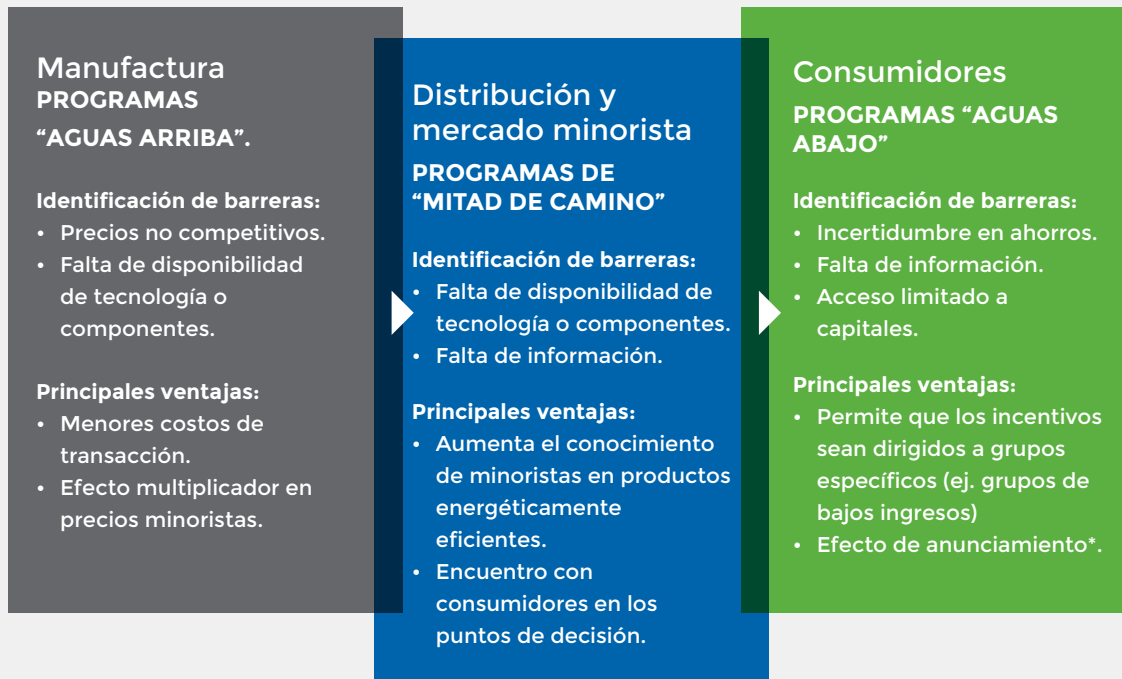 Manufactura
PROGRAMAS
“AGUAS ARRIBA”.
Identificación de barreras:
• Precios no competitivos.
• Falta de disponibilidad
de tecnología o
componentes.
Principales ventajas:
• Menores costos de
transacción.
• Efecto multiplicador en
precios minoristas.
Distribución y
mercado minorista
PROGRAMAS DE
“MITAD DE CAMINO”
Identificación de barreras:
• Falta de disponibilidad de
tecnología o componentes.
• Falta de información.
Principales ventajas:
• Aumenta el conocimiento
de minoristas en productos
energéticamente
eficientes.
• Encuentro con
consumidores en los
puntos de decisión.
Consumidores
PROGRAMAS “AGUAS
ABAJO”
Identificación de barreras:
• Incertidumbre en ahorros.
• Falta de información.
• Acceso limitado a
capitales.
Principales ventajas:
• Permite que los incentivos
sean dirigidos a grupos
específicos (ej. grupos de
bajos ingresos)
• Efecto de anunciamiento*.